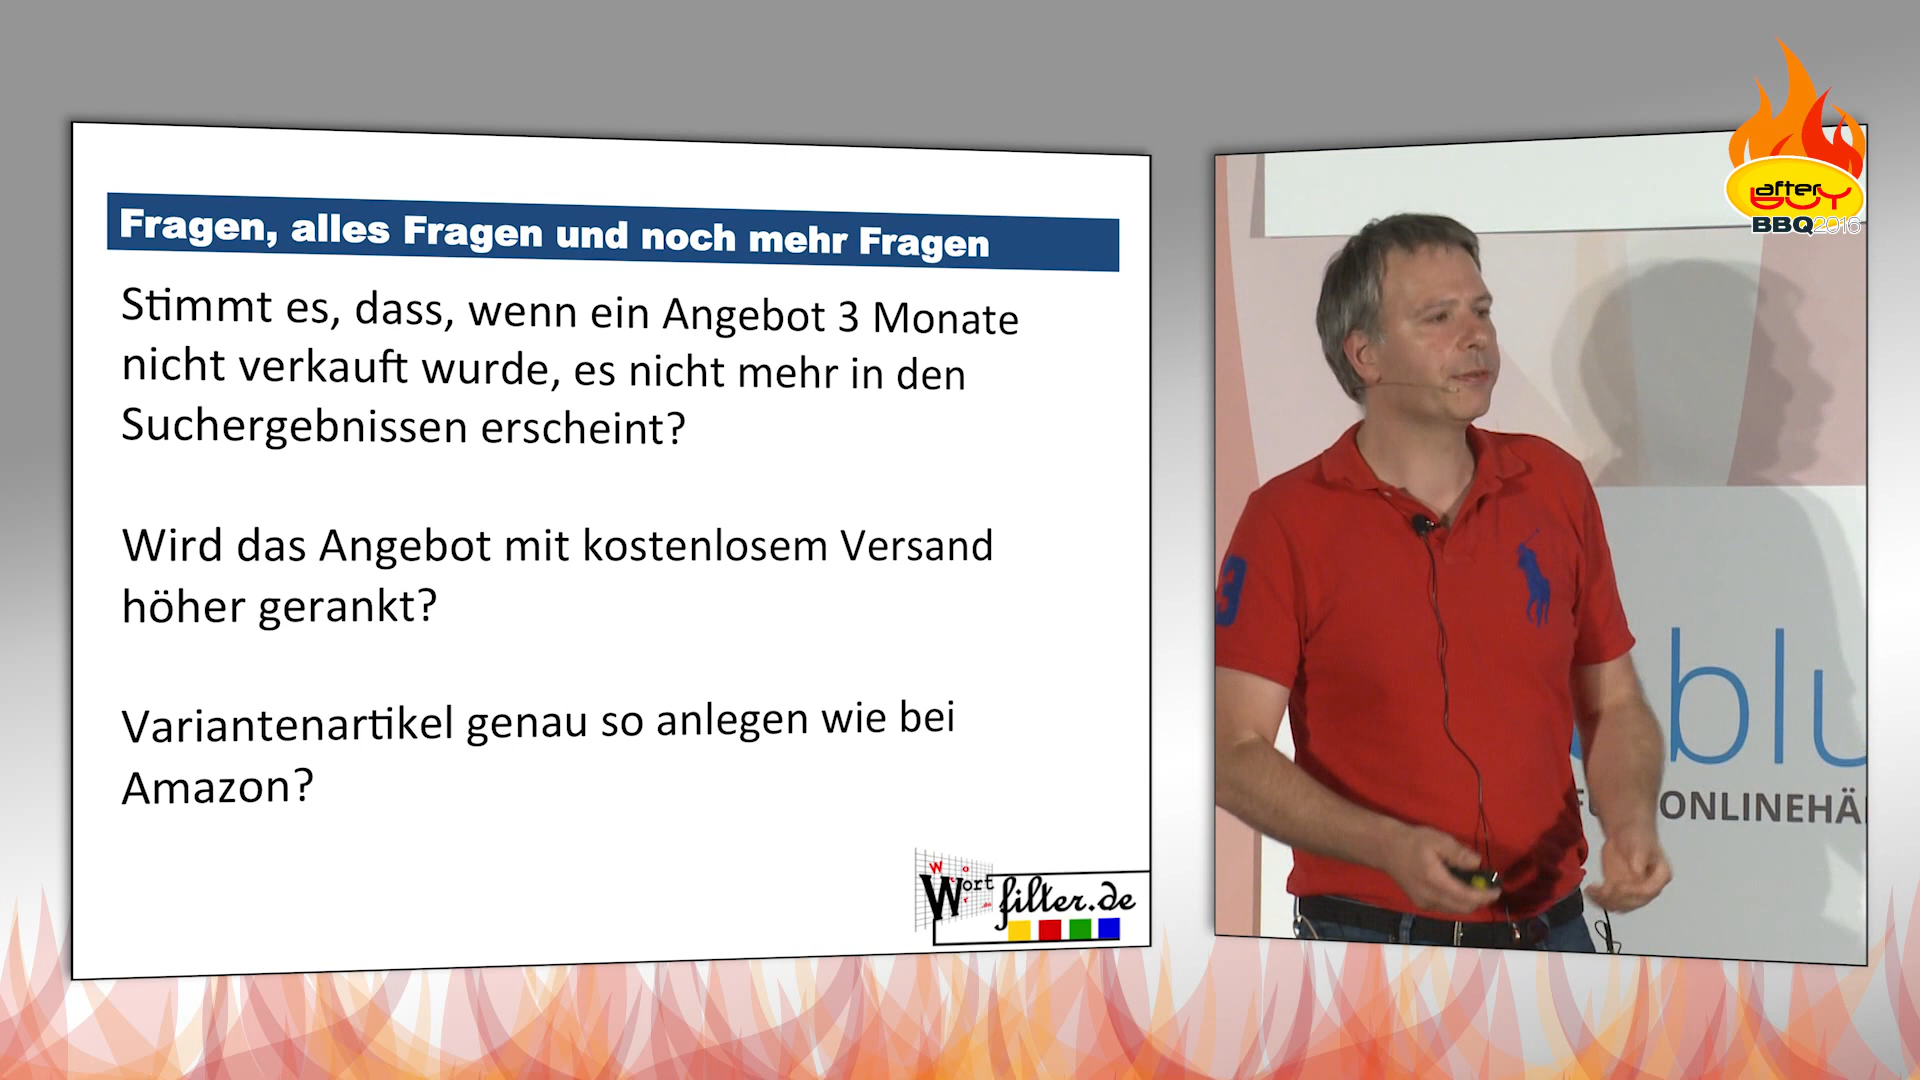 Fragen, alles Fragen und noch mehr Fragen
Stimmt es, dass, wenn ein Angebot 3 Monate
nicht verkauft wurde, es nicht mehr in den
Suchergebnissen erscheint?
Wird das Angebot mit kostenlosem Versand
höher gerankt?
Variantenartikel genau so anlegen wie bei
Amazon?
Wortfilter.de
after
BUY
BBQ2016
3
blu
ONLINEHÄ